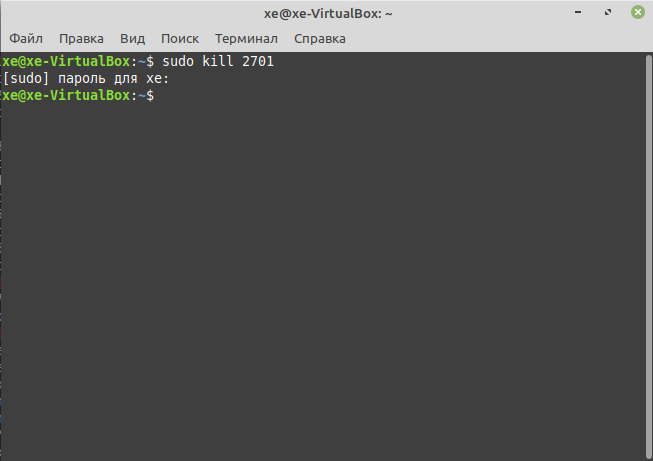 xe@xe-VirtualBox: ~
Файл Правка Вид Поиск Терминал Справка
xe@xe-VirtualBox:~$ sudo kill 2701
[sudo] пароль для xe:
xe@xe-VirtualBox:~$